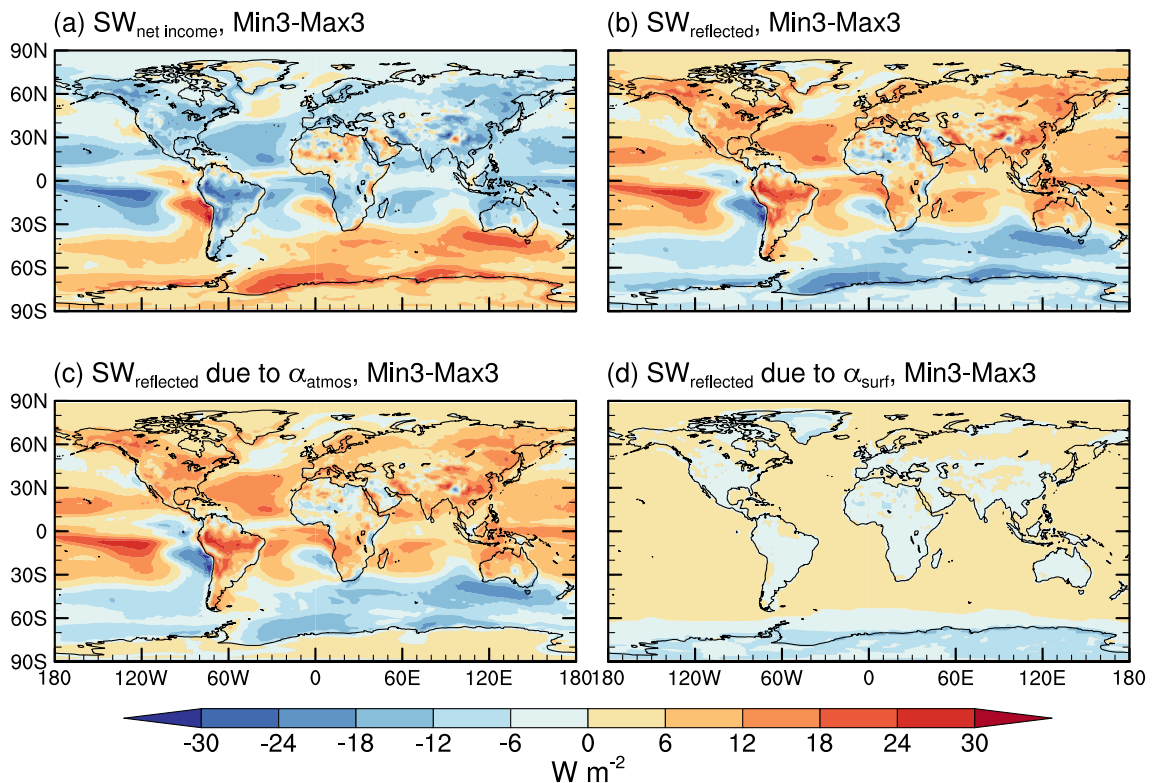 (a) SWnet income, Min3-Max3
(b) SWreflected, Min3-Max3
90N
60N
30N
0
30S
60S
90S
(c) SWreflected due to αatmos, Min3-Max3
(d) SWreflected due to αsurf, Min3-Max3
90N
60N
30N
0
30S
60S
90S
180 120W 60W 0 60E 120E 180 120W 60W 0 60E 120E 180
-30 -24 -18 -12 -6 0 6 12 18 24 30
W m-2